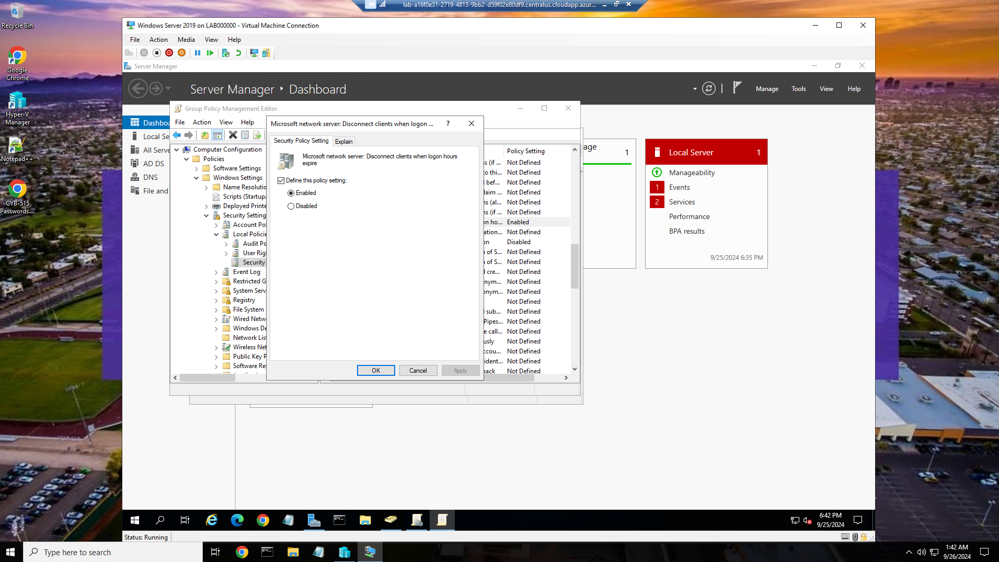 lab-a16f0e31-2719-4813-9bb2-d59f02e80df9.centralus.cloudapp.azur...
Recycle Bin
Google Chrome
Hyper-V Manager
Notepad++
CYB-515 Passwords....
Windows Server 2019 on LAB000000 - Virtual Machine Connection
File Action Media View Help
Server Manager
Server Manager ‣ Dashboard
Manage Tools View Help
Dashboa
Local Se
All Serve
AD DS
DNS
File and
Group Policy Management Editor
File Action View Help
Computer Configuration
Policies
Software Settings
Windows Settings
Name Resolutio
Scripts (Startup/
Deployed Printe
Security Setting
Account Pol
Local Policie
Audit Po
User Rig
Security
Event Log
Restricted G
System Serv
Registry
File System
Wired Netw
Windows De
Network List
Wireless Net
Public Key P
Software Res
Microsoft network server: Disconnect clients when logon ...
?
Security Policy Setting
Explain
Microsoft network server: Disconnect clients when logon hours
expire
Define this policy setting:
Enabled
Disabled
OK Cancel Apply
Policy Setting
s (if ... Not Defined
to thi... Not Defined
d bef... Not Defined
laim ... Not Defined
s (al... Not Defined
s (if ... Not Defined
on ho... Enabled
ation... Not Defined
on Disabled
n of S... Not Defined
n of S... Not Defined
d cre... Not Defined
nym... Not Defined
onym... Not Defined
Not Defined
d sub... Not Defined
Pipes... Not Defined
e call... Not Defined
usly Not Defined
ccou... Not Defined
ident... Not Defined
back Not Defined
age 1
Local Server 1
Manageability
1 Events
2 Services
Performance
BPA results
9/25/2024 6:35 PM
6:42 PM
9/25/2024
Status: Running
Type here to search
1:42 AM
9/26/2024